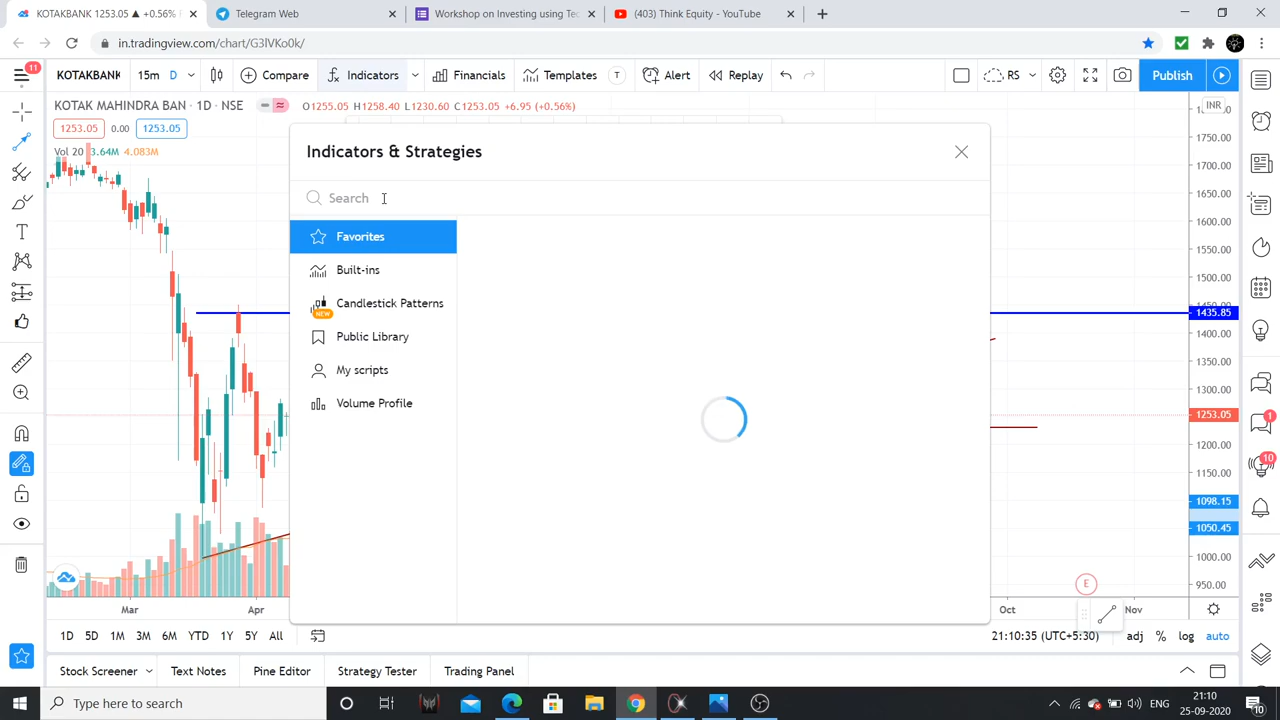 KOTAKBANK 1253.05 ▲ +0.56%
Telegram Web
Workshop on Investing using Tec
(403) Think Equity - YouTube
in.tradingview.com/chart/G3lVKo0k/
11
KOTAKBANK 15m D Compare Indicators Financials Templates T Alert Replay RS Publish
KOTAK MAHINDRA BAN · 1D · NSE O1255.05 H1258.40 L1230.60 C1253.05 +6.95 (+0.56%)
INR
1253.05 0.00 1253.05
Vol 20 3.64M 4.083M
1750.00
1700.00
1650.00
1600.00
1550.00
1500.00
1450.00
1435.85
1400.00
1350.00
1300.00
1253.05
1200.00
1150.00
1098.15
1050.45
1000.00
950.00
Indicators & Strategies
Search
Favorites
Built-ins
Candlestick Patterns
NEW
Public Library
My scripts
Volume Profile
1
10
E
Mar Apr Oct Nov
1D 5D 1M 3M 6M YTD 1Y 5Y All 21:10:35 (UTC+5:30) adj % log auto
Stock Screener Text Notes Pine Editor Strategy Tester Trading Panel
Type here to search
ENG
21:10
25-09-2020
10